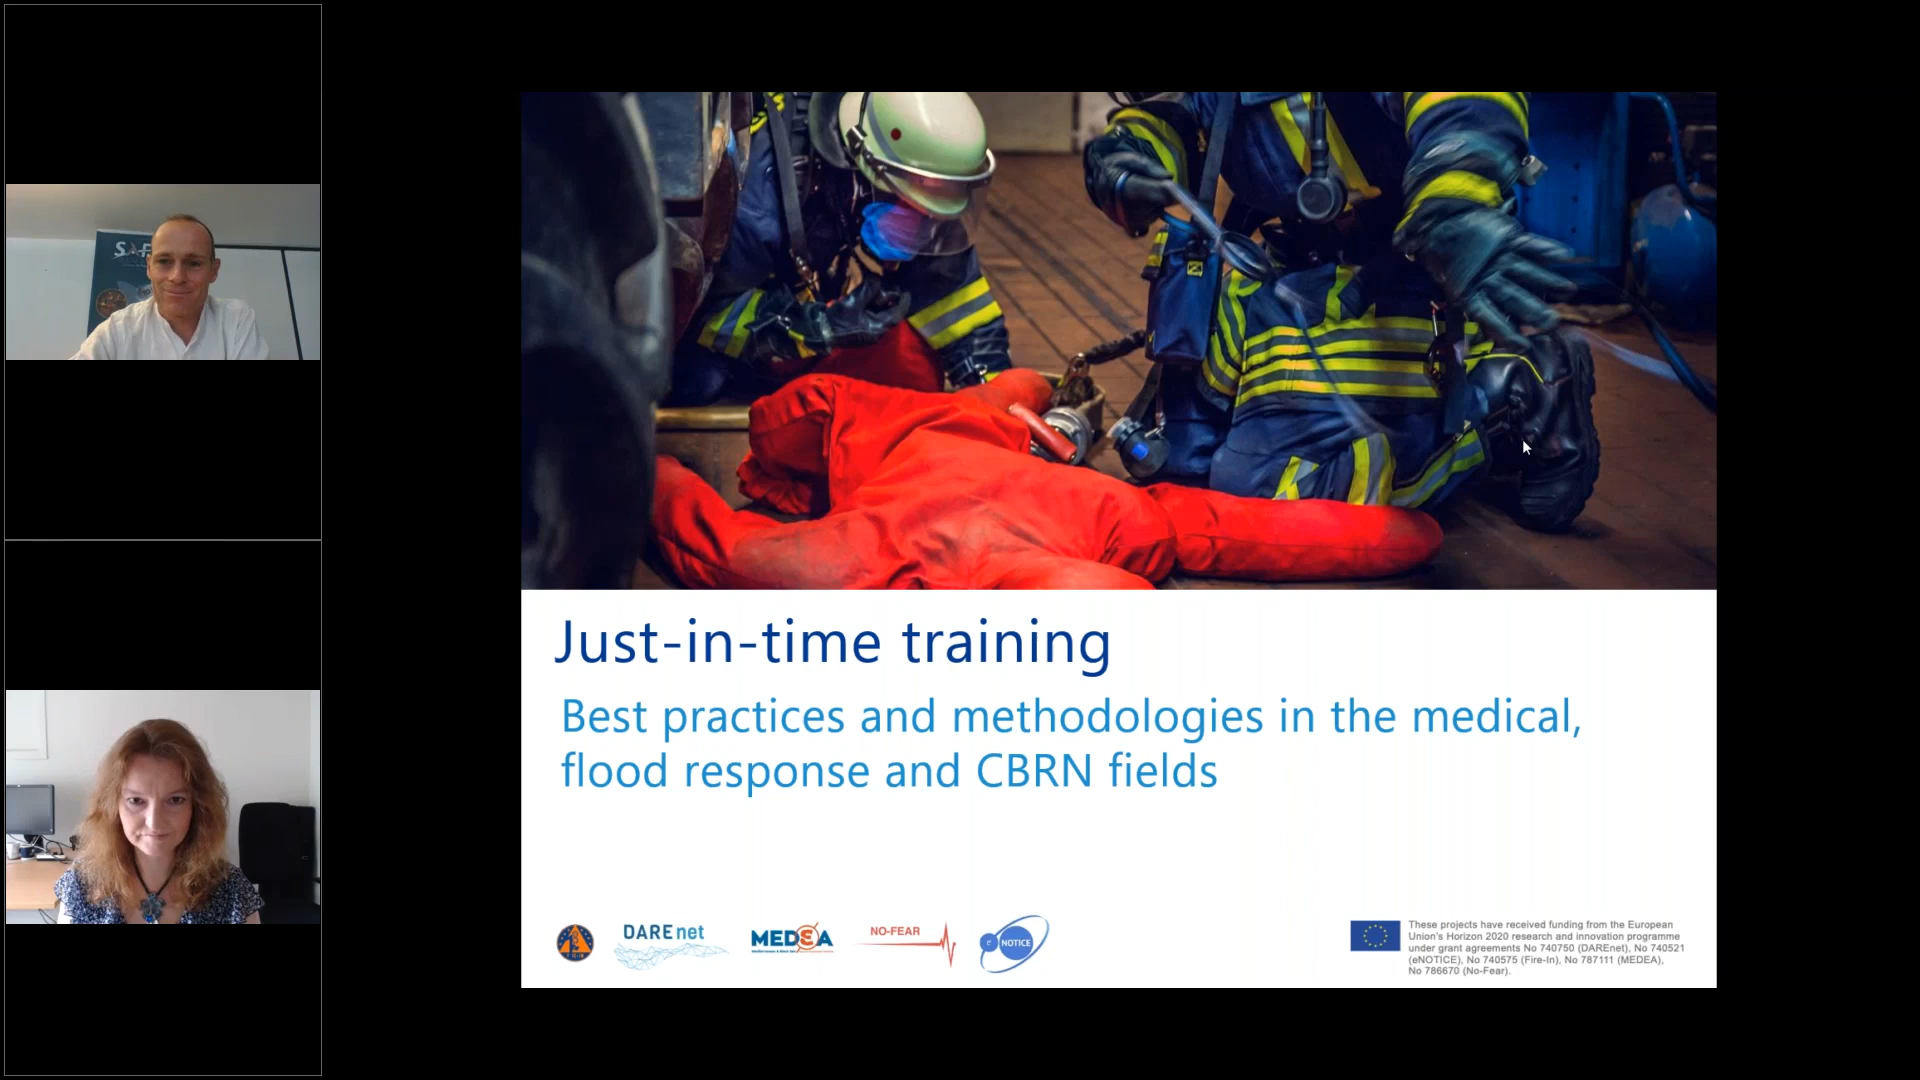 SAF
Just-in-time training
Best practices and methodologies in the medical,
flood response and CBRN fields
DAREnet
MEDEA
NO-FEAR
e NOTICE
These projects have received funding from the European
Union's Horizon 2020 research and innovation programme
under grant agreements No 740750 (DAREnet), No 740521
(eNOTICE), No 740575 (Fire-In), No 787111 (MEDEA),
No 786670 (No-Fear).